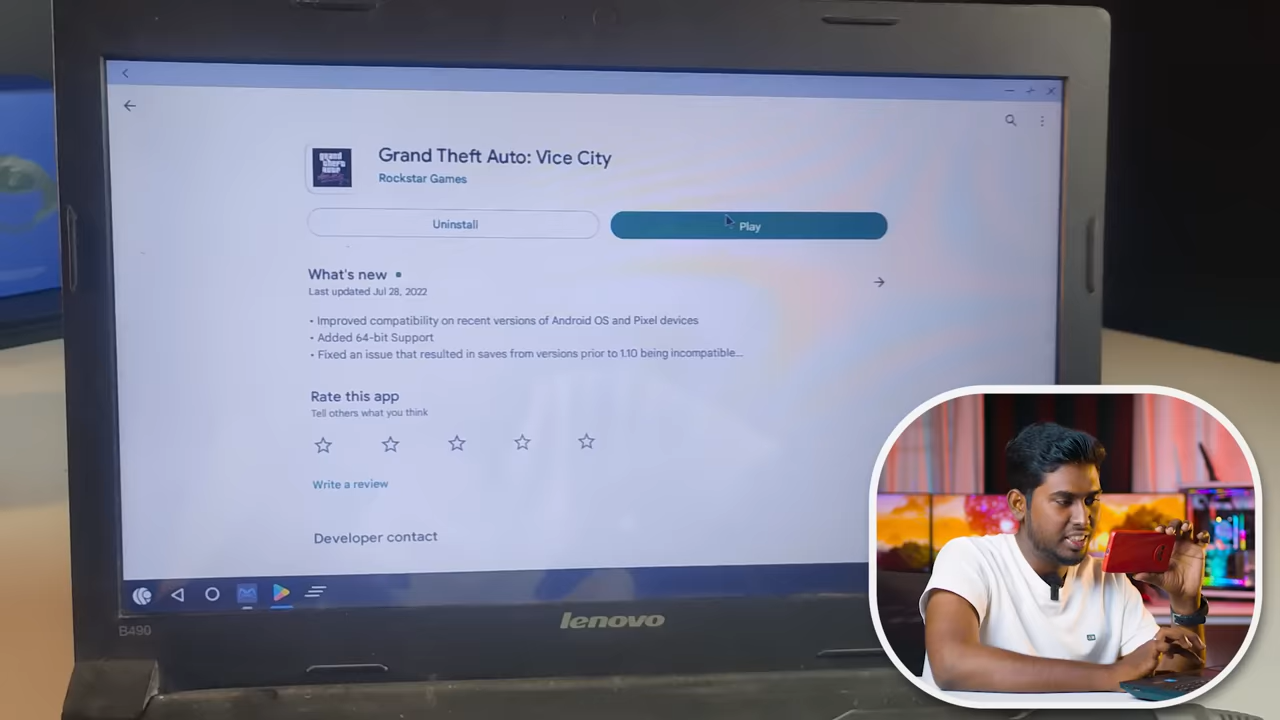 Grand Theft Auto: Vice City
Rockstar Games
Uninstall
Play
What's new
Last updated Jul 28, 2022
• Improved compatibility on recent versions of Android OS and Pixel devices
• Added 64-bit Support
• Fixed an issue that resulted in saves from versions prior to 1.10 being incompatible...
Rate this app
Tell others what you think
Write a review
Developer contact
B490
lenovo